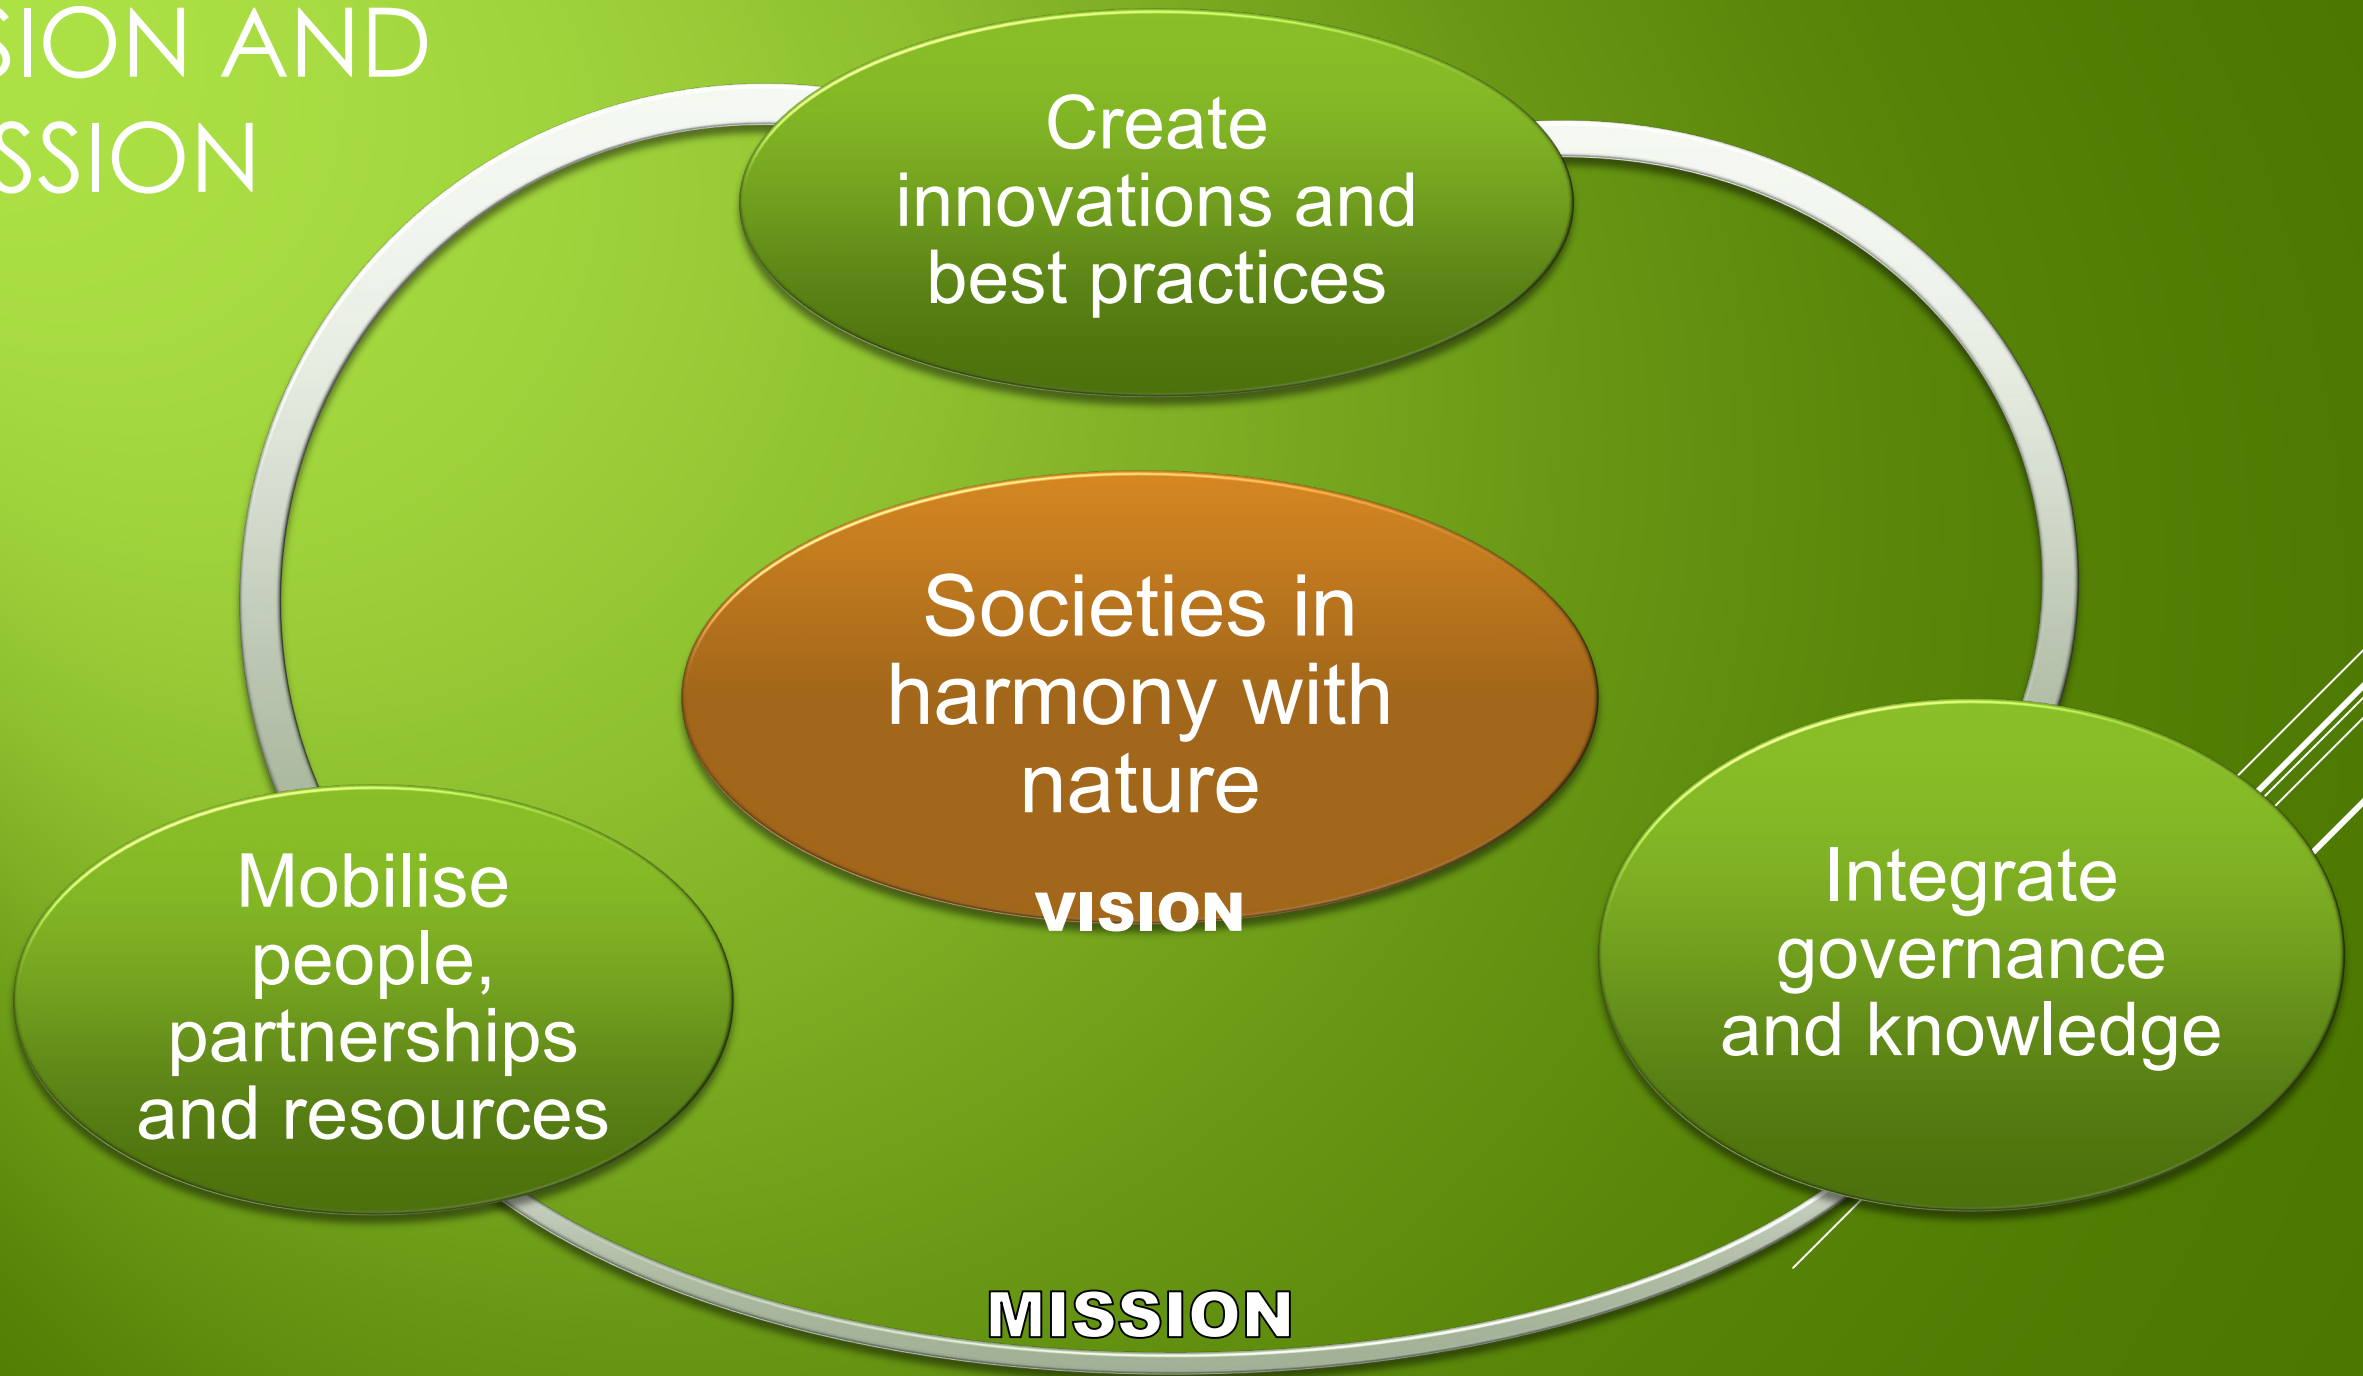 SION AND
SSION
Create
innovations and
best practices
Societies in
harmony with
nature
VISION
Mobilise
people,
partnerships
and resources
Integrate
governance
and knowledge
MISSION